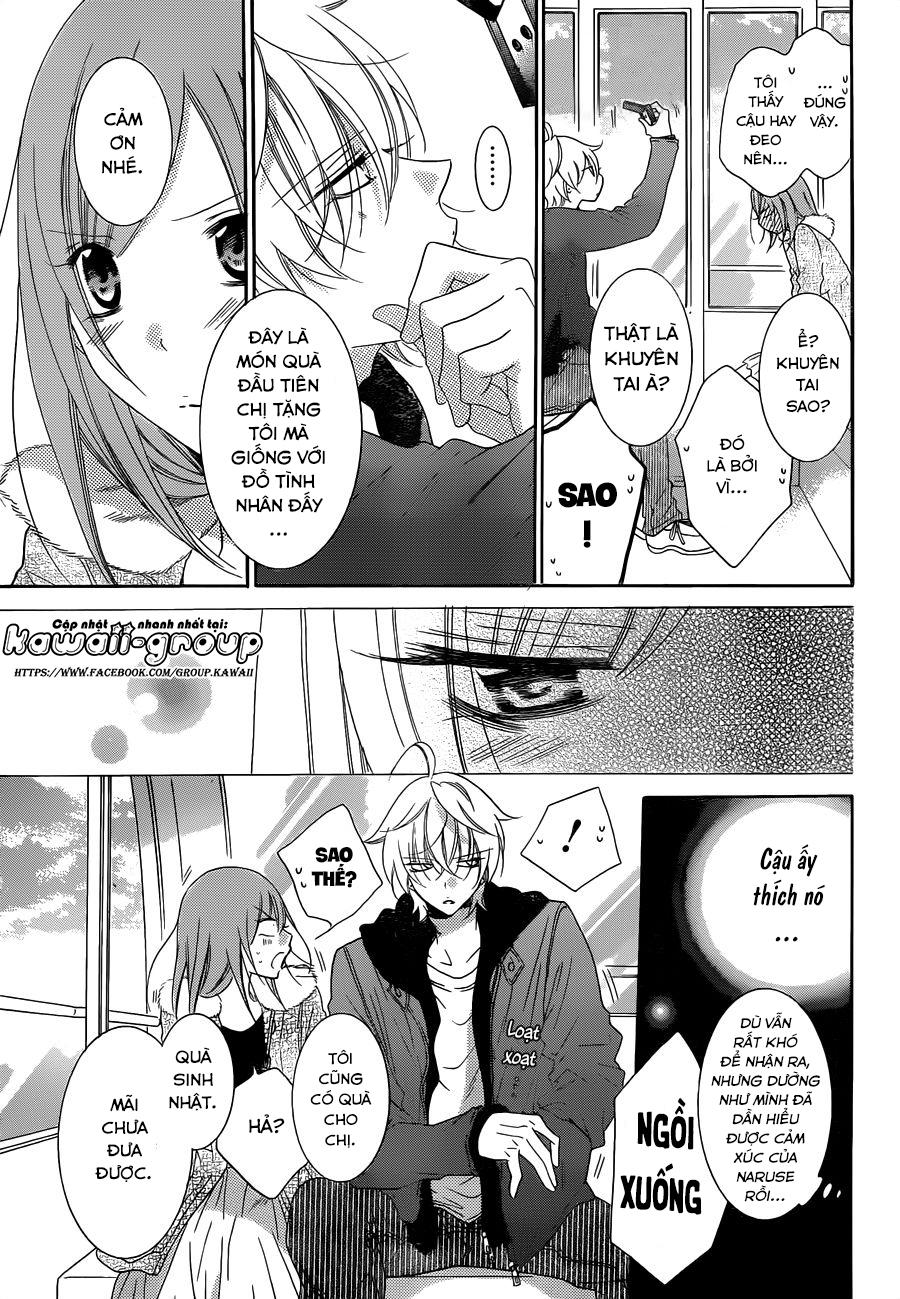 ...
ĐÚNG
VẬY.
TÔI
THẤY
CẬU HAY
ĐEO
NÊN...
Ể?
KHUYÊN
TAI
SAO?
THẬT LÀ
KHUYÊN
TAI À?
ĐÓ
LÀ BỞI
VÌ...
SAO
!
......
ĐÂY LÀ
MÓN QUÀ
ĐẦU TIÊN
CHỊ TẶNG
TÔI MÀ
GIỐNG VỚI
ĐỒ TÌNH
NHÂN ĐẤY
...
CẢM
ƠN
NHÉ.
Cập nhật nhanh nhất tại:
kawaii-group
HTTPS://WWW.FACEBOOK.COM/GROUP.KAWAII
Cậu ấy
thích nó
...
DÙ VẪN
RẤT KHÓ
ĐỂ NHẬN RA,
NHƯNG DƯỜNG
NHƯ MÌNH ĐÃ
DẦN HIỂU
ĐƯỢC CẢM
XÚC CỦA
NARUSE
RỒI...
!
NGỒI
XUỐNG
SAO
THẾ?
Loạt
xoạt
TÔI
CŨNG
CÓ QUÀ
CHO
CHỊ.
HẢ?
QUÀ
SINH
NHẬT.
MÃI
CHƯA
ĐƯA
ĐƯỢC.